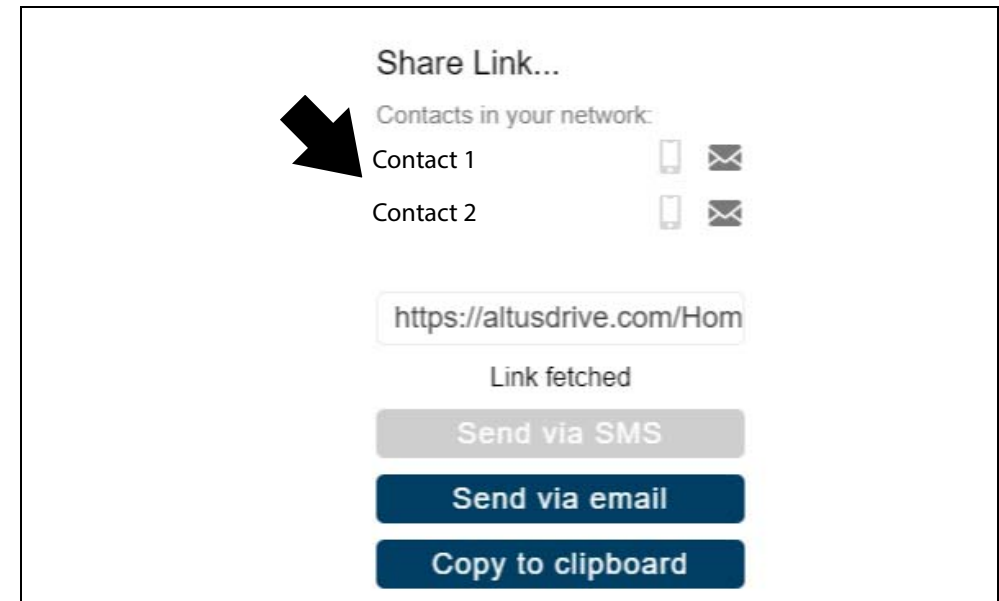 Share Link...
Contacts in your network:
Contact 1
Contact 2
https://altusdrive.com/Hom
Link fetched
Send via SMS
Send via email
Copy to clipboard